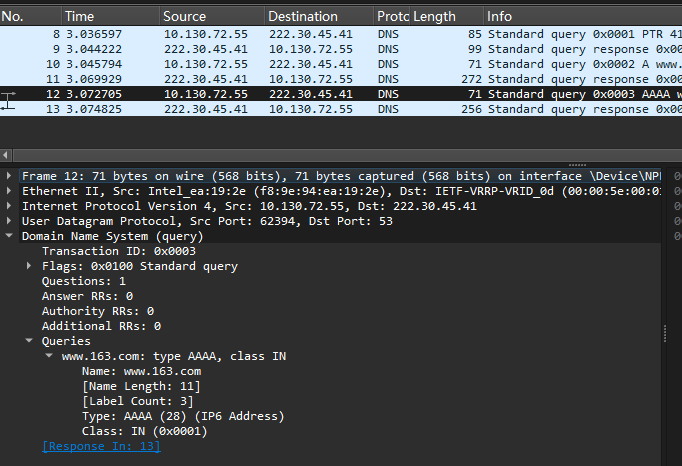 No. Time Source Destination Protc Length Info
8 3.036597 10.130.72.55 222.30.45.41 DNS 85 Standard query 0x0001 PTR 41
9 3.044222 222.30.45.41 10.130.72.55 DNS 99 Standard query response 0x00
10 3.045794 10.130.72.55 222.30.45.41 DNS 71 Standard query 0x0002 A www.
11 3.069929 222.30.45.41 10.130.72.55 DNS 272 Standard query response 0x00
12 3.072705 10.130.72.55 222.30.45.41 DNS 71 Standard query 0x0003 AAAA w
13 3.074825 222.30.45.41 10.130.72.55 DNS 256 Standard query response 0x00
Frame 12: 71 bytes on wire (568 bits), 71 bytes captured (568 bits) on interface \Device\NPF
Ethernet II, Src: Intel_ea:19:2e (f8:9e:94:ea:19:2e), Dst: IETF-VRRP-VRID_0d (00:00:5e:00:01
Internet Protocol Version 4, Src: 10.130.72.55, Dst: 222.30.45.41
User Datagram Protocol, Src Port: 62394, Dst Port: 53
Domain Name System (query)
Transaction ID: 0x0003
Flags: 0x0100 Standard query
Questions: 1
Answer RRs: 0
Authority RRs: 0
Additional RRs: 0
Queries
www.163.com: type AAAA, class IN
Name: www.163.com
[Name Length: 11]
[Label Count: 3]
Type: AAAA (28) (IP6 Address)
Class: IN (0x0001)
[Response In: 13]